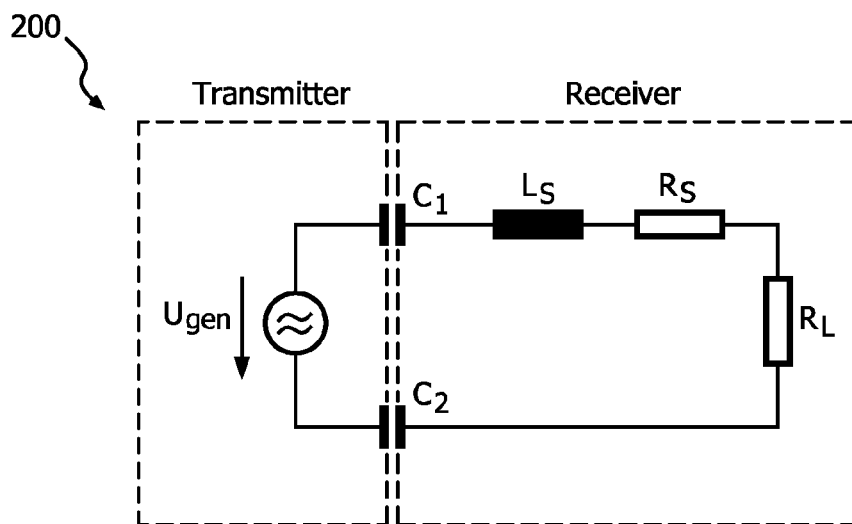 200
Transmitter
Receiver
C1
LS
RS
Ugen
RL
C2